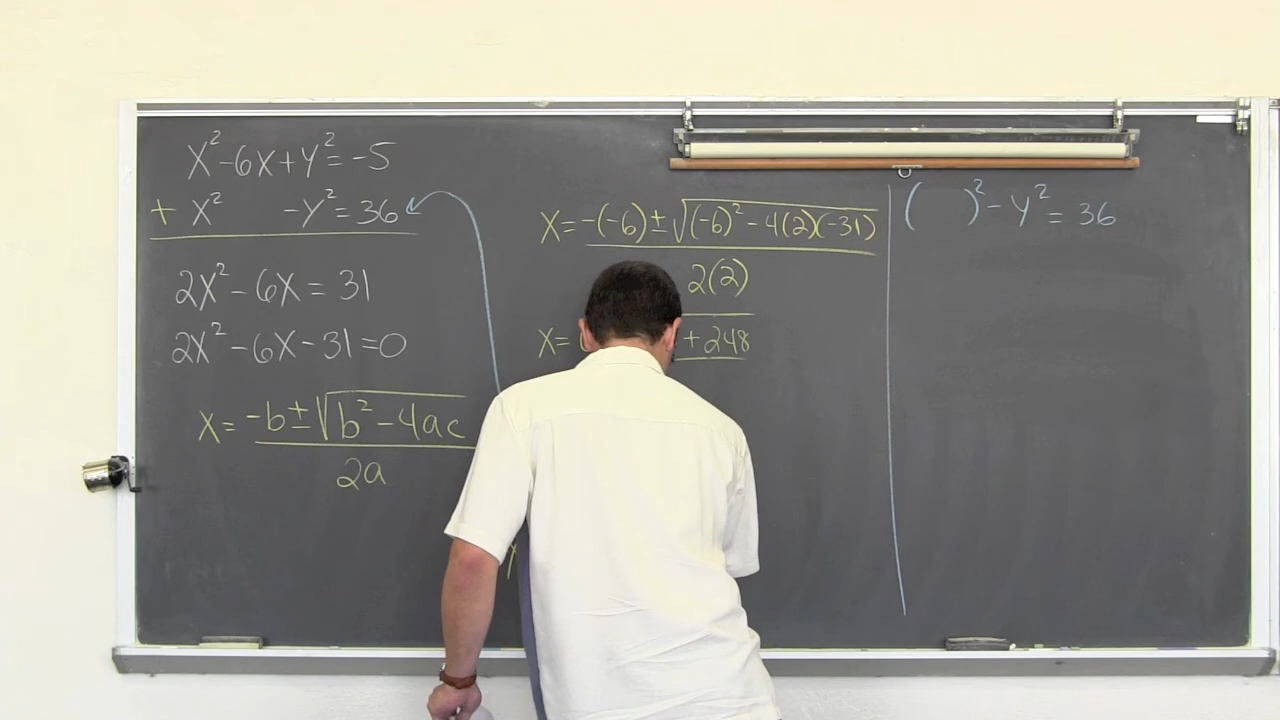 x² - 6x + y² = -5
+ x² - y² = 36
2x² - 6x = 31
2x² - 6x - 31 = 0
x = -b ± √b² - 4ac
2a
x = -(-6) ± √(-6)² - 4(2)(-31)
2(2)
x = + 248
( )² - y² = 36